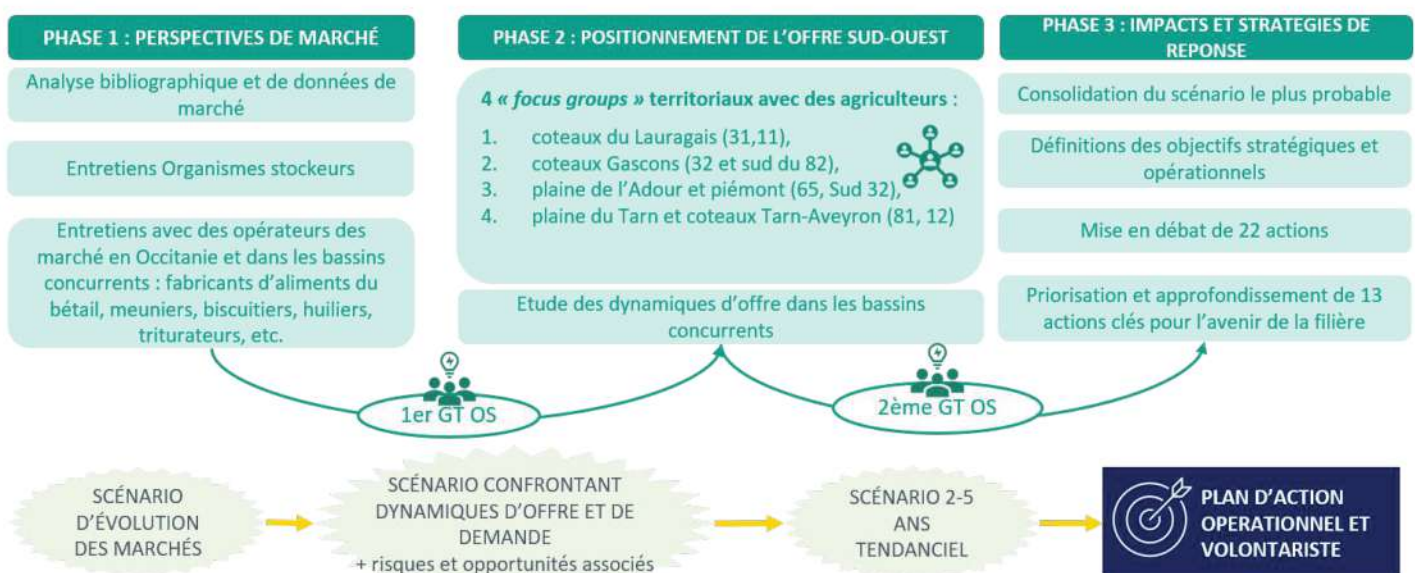 PHASE 1 : PERSPECTIVES DE MARCHÉ
Analyse bibliographique et de données de
marché
Entretiens Organismes stockeurs
Entretiens avec des opérateurs des
marché en Occitanie et dans les bassins
concurrents : fabricants d'aliments du
bétail, meuniers, biscuitiers, huiliers,
triturateurs, etc.
PHASE 2 : POSITIONNEMENT DE L'OFFRE SUD-OUEST
4 « focus groups » territoriaux avec des agriculteurs :
1. coteaux du Lauragais (31,11),
2. coteaux Gascons (32 et sud du 82),
3. plaine de l'Adour et piémont (65, Sud 32),
4. plaine du Tarn et coteaux Tarn-Aveyron (81, 12)
Etude des dynamiques d'offre dans les bassins
concurrents
PHASE 3 : IMPACTS ET STRATEGIES DE
REPONSE
Consolidation du scénario le plus probable
Définitions des objectifs stratégiques et
opérationnels
Mise en débat de 22 actions
Priorisation et approfondissement de 13
actions clés pour l'avenir de la filière
1er GT OS
2ème GT OS
SCÉNARIO
D'ÉVOLUTION
DES MARCHÉS
SCÉNARIO CONFRONTANT
DYNAMIQUES D'OFFRE ET DE
DEMANDE
+ risques et opportunités associés
SCÉNARIO 2-5
ANS
TENDANCIEL
PLAN D'ACTION
OPERATIONNEL ET
VOLONTARISTE